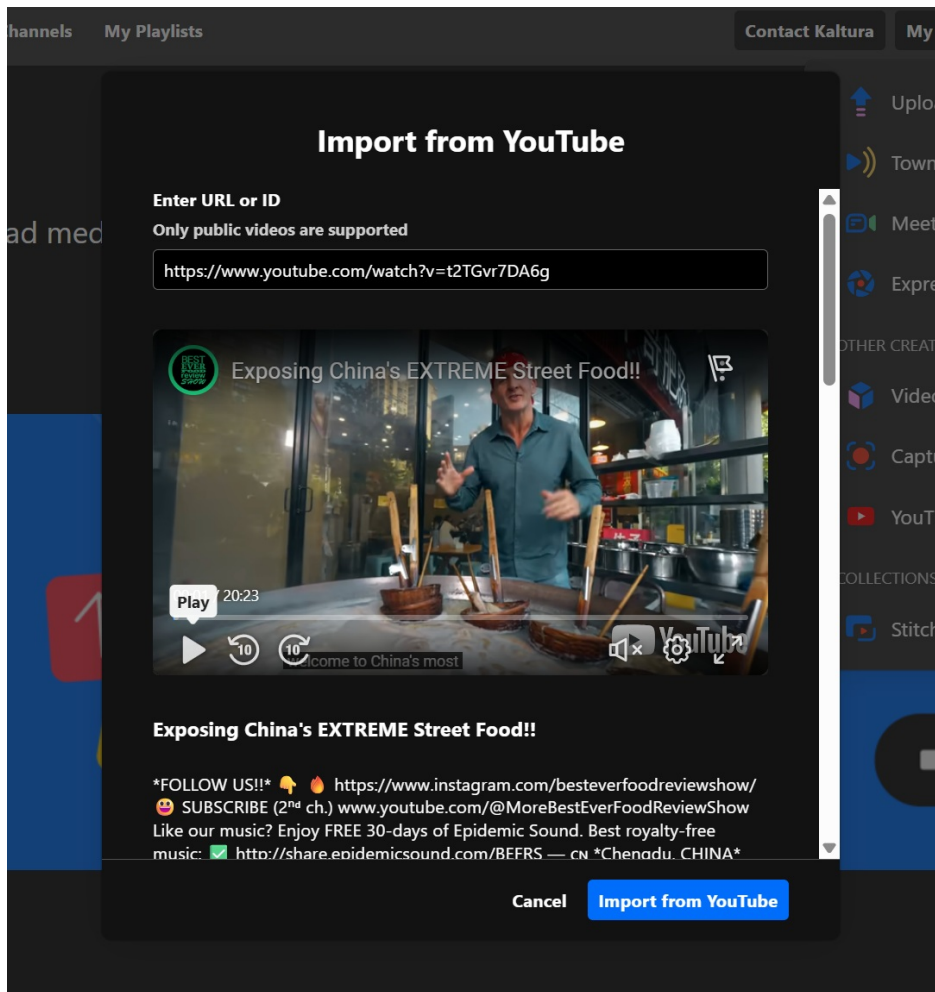 hannels
My Playlists
Contact Kaltura
My
Import from YouTube
Enter URL or ID
Only public videos are supported
https://www.youtube.com/watch?v=t2TGvr7DA6g
BEST
EVER
review
SHOW
Exposing China's EXTREME Street Food!!
Play
/ 20:23
10
10
welcome to China's most
YouTube
Exposing China's EXTREME Street Food!!
*FOLLOW US!!* 👇 🔥 https://www.instagram.com/besteverfoodreviewshow/
😃 SUBSCRIBE (2ⁿᵈ ch.) www.youtube.com/@MoreBestEverFoodReviewShow
Like our music? Enjoy FREE 30-days of Epidemic Sound. Best royalty-free
music: ✅ http://share.epidemicsound.com/BEFRS — CN *Chengdu, CHINA*
Cancel
Import from YouTube
ad med
Uplo
Town
Meet
Expre
OTHER CREAT
Video
Captu
YouT
COLLECTIONS
Stitch